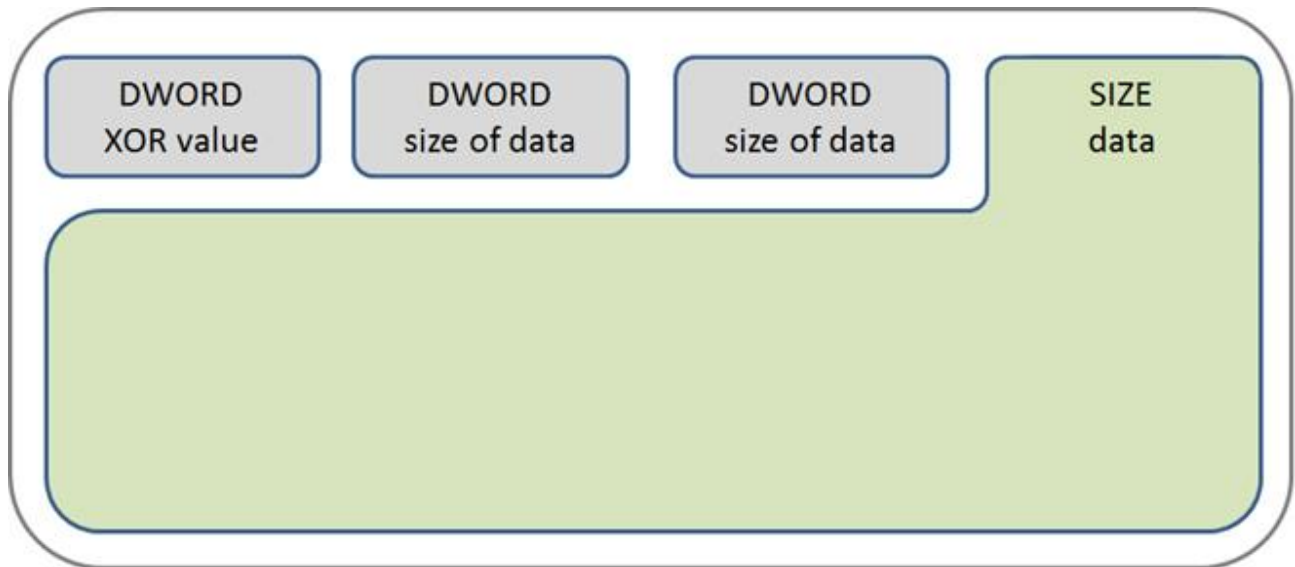 DWORD
XOR value
DWORD
size of data
DWORD
size of data
SIZE
data